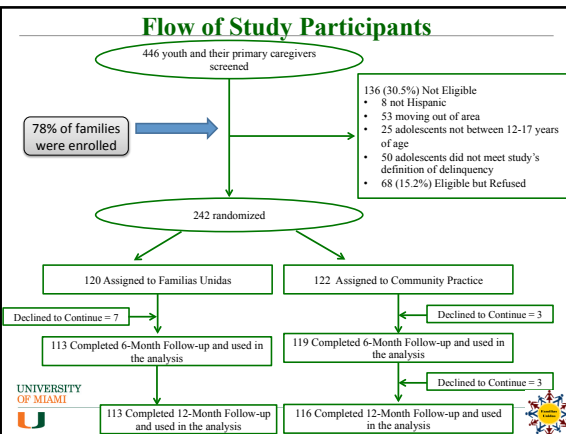 Flow of Study Participants
446 youth and their primary caregivers
screened
136 (30.5%) Not Eligible
• 8 not Hispanic
• 53 moving out of area
• 25 adolescents not between 12-17 years
of age
• 50 adolescents did not meet study's
definition of delinquency
• 68 (15.2%) Eligible but Refused
78% of families
were enrolled
242 randomized
120 Assigned to Familias Unidas
122 Assigned to Community Practice
Declined to Continue = 7
Declined to Continue = 3
113 Completed 6-Month Follow-up and used in
the analysis
119 Completed 6-Month Follow-up and used in
the analysis
Declined to Continue = 3
UNIVERSITY
OF MIAMI
113 Completed 12-Month Follow-up
and used in the analysis
116 Completed 12-Month Follow-up and used
in the analysis
Familias
Unidas